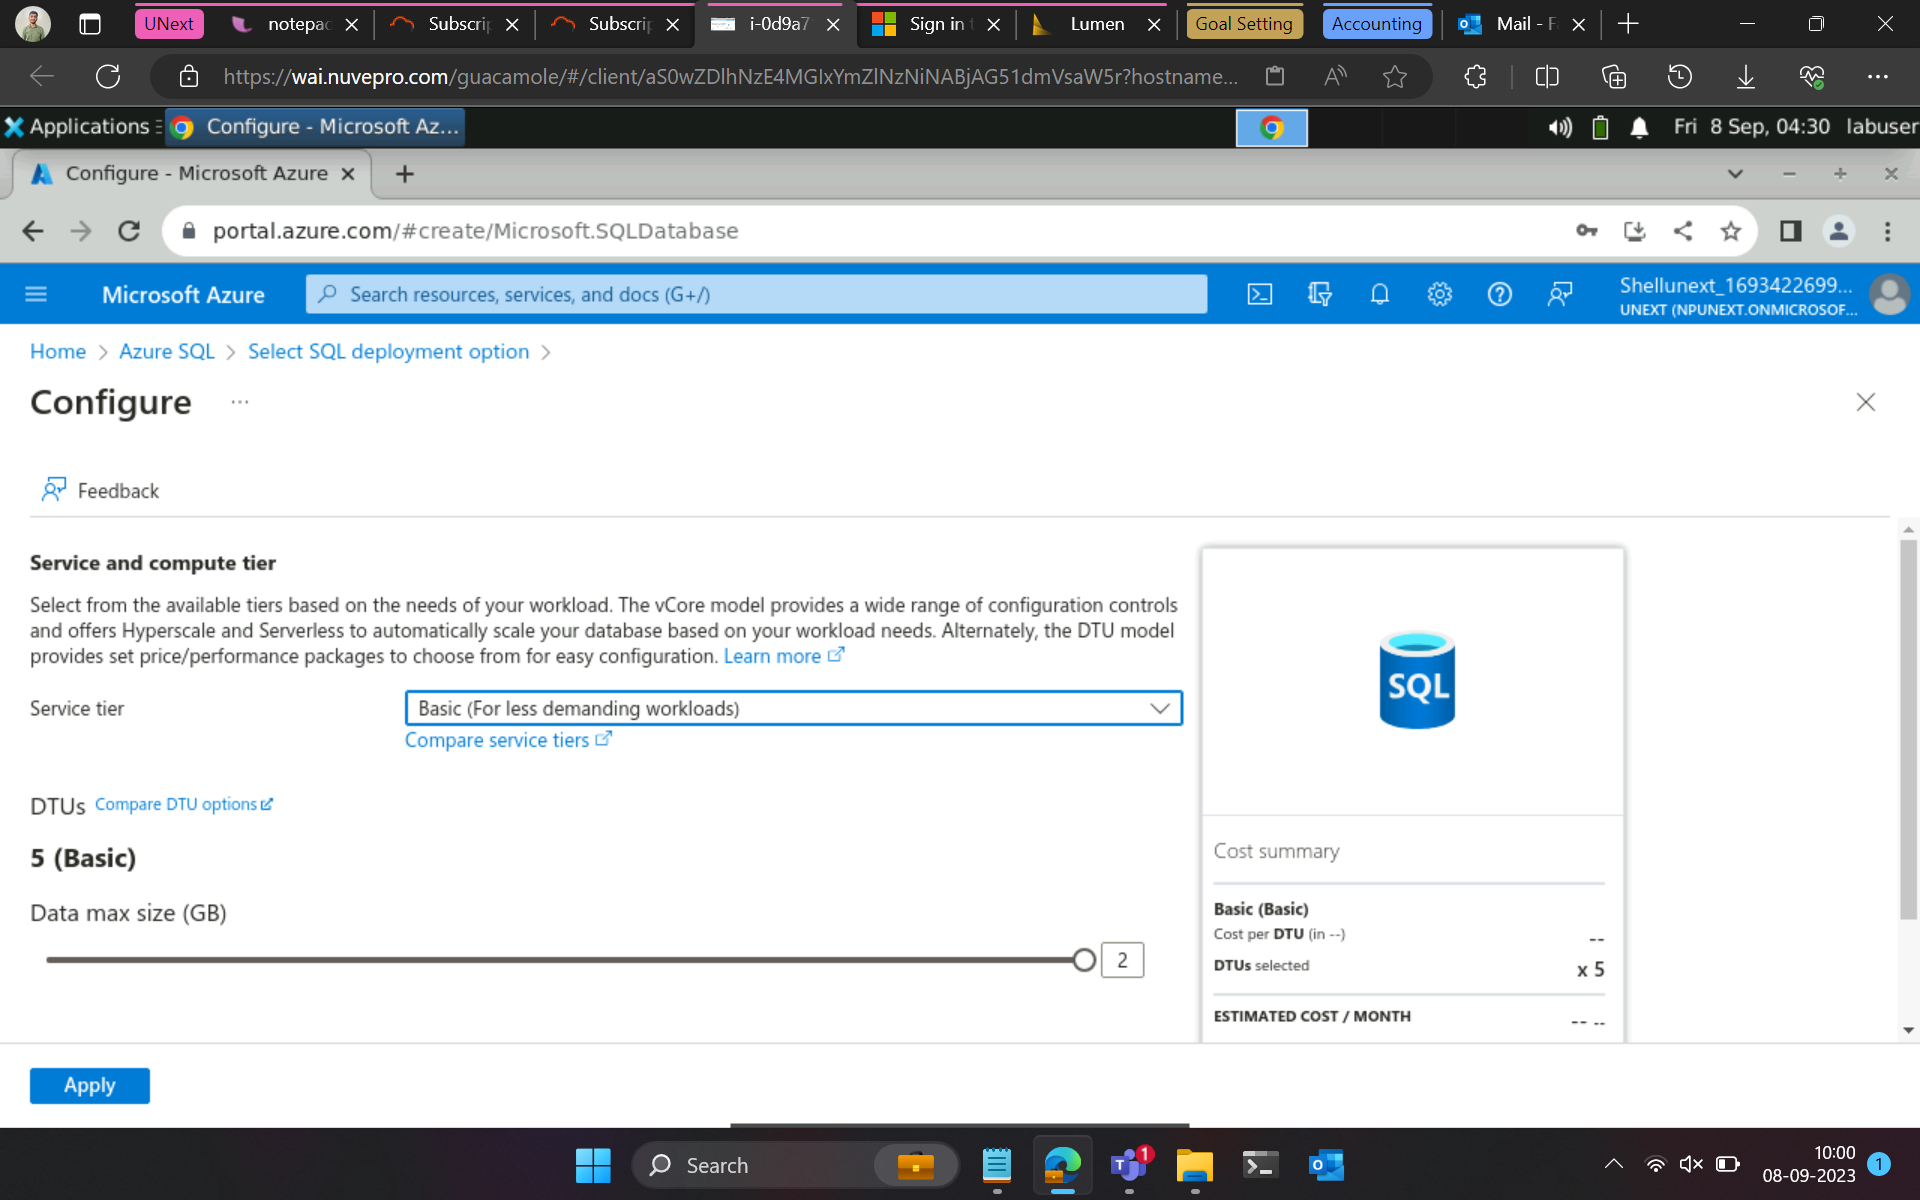 UNext
notepac
Subscrip
Subscrip
i-0d9a7
Sign in t
Lumen
Goal Setting
Accounting
Mail - F
https://wai.nuvepro.com/guacamole/#/client/aS0wZDlhNzE4MGIxYmZlNzNiNABjAG51dmVsaW5r?hostname...
Applications
Configure - Microsoft Az...
Fri 8 Sep, 04:30 labuser
Configure - Microsoft Azure
portal.azure.com/#create/Microsoft.SQLDatabase
Microsoft Azure
Search resources, services, and docs (G+/)
Shellunext_1693422699...
UNEXT (NPUNEXT.ONMICROSOF...
Home > Azure SQL > Select SQL deployment option >
Configure ...
Feedback
Service and compute tier
Select from the available tiers based on the needs of your workload. The vCore model provides a wide range of configuration controls
and offers Hyperscale and Serverless to automatically scale your database based on your workload needs. Alternately, the DTU model
provides set price/performance packages to choose from for easy configuration. Learn more
Service tier
Basic (For less demanding workloads)
Compare service tiers
DTUs Compare DTU options
5 (Basic)
Data max size (GB)
2
SQL
Cost summary
Basic (Basic)
Cost per DTU (in --)
--
DTUs selected
x 5
ESTIMATED COST / MONTH
-- --
Apply
Search
1
10:00
08-09-2023
1